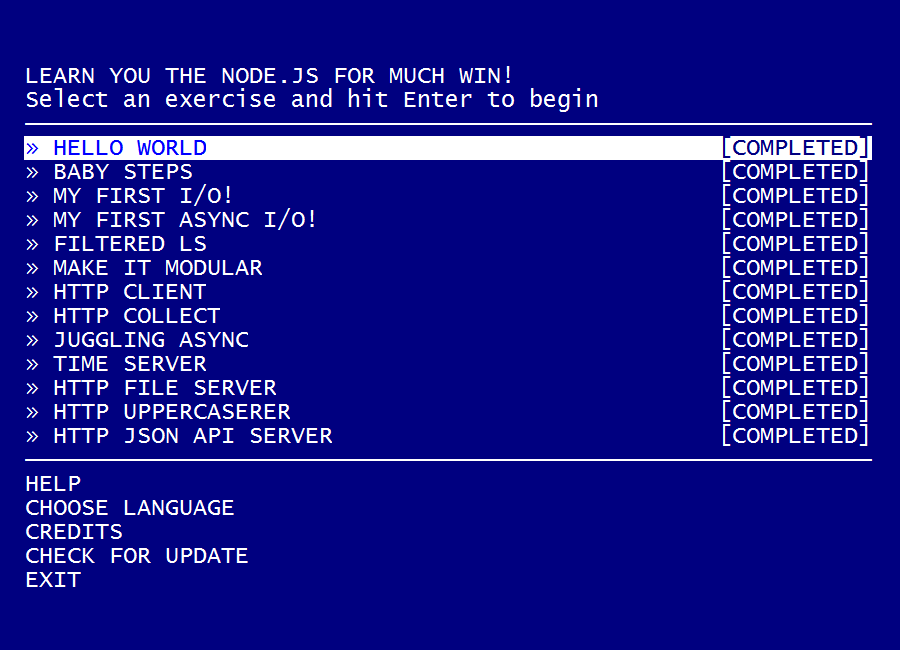 LEARN YOU THE NODE.JS FOR MUCH WIN!
Select an exercise and hit Enter to begin
» HELLO WORLD [COMPLETED]
» BABY STEPS [COMPLETED]
» MY FIRST I/O! [COMPLETED]
» MY FIRST ASYNC I/O! [COMPLETED]
» FILTERED LS [COMPLETED]
» MAKE IT MODULAR [COMPLETED]
» HTTP CLIENT [COMPLETED]
» HTTP COLLECT [COMPLETED]
» JUGGLING ASYNC [COMPLETED]
» TIME SERVER [COMPLETED]
» HTTP FILE SERVER [COMPLETED]
» HTTP UPPERCASERER [COMPLETED]
» HTTP JSON API SERVER [COMPLETED]
HELP
CHOOSE LANGUAGE
CREDITS
CHECK FOR UPDATE
EXIT